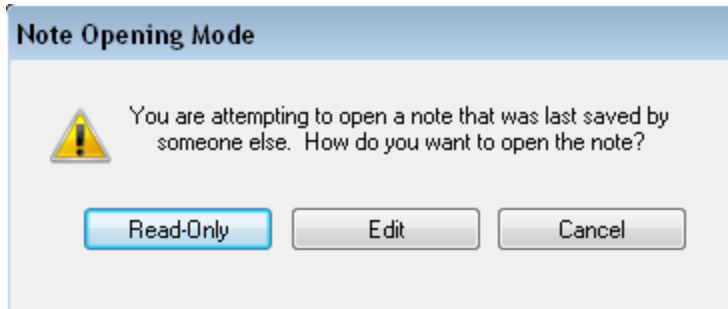 Note Opening Mode
You are attempting to open a note that was last saved by
someone else.  How do you want to open the note?
Read-Only
Edit
Cancel